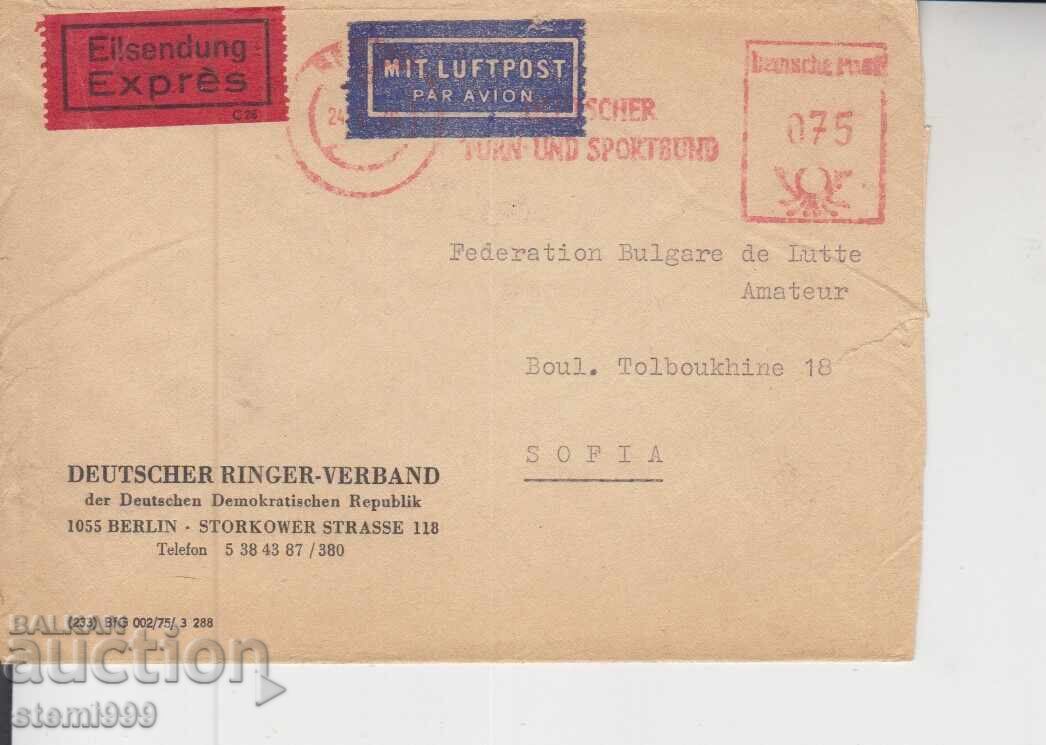 Eilsendung
Exprès
C 26
MIT LUFTPOST
PAR AVION
24
SCHER
TURN- UND SPORTBUND
Deutsche Post
075
Federation Bulgare de Lutte
Amateur
Boul. Tolboukhine 18
SOFIA
DEUTSCHER RINGER-VERBAND
der Deutschen Demokratischen Republik
1055 BERLIN - STORKOWER STRASSE 118
Telefon 5 38 43 87 / 380
(233) BfG 002/75/ 3 288
BALKAN
auction
stemi999